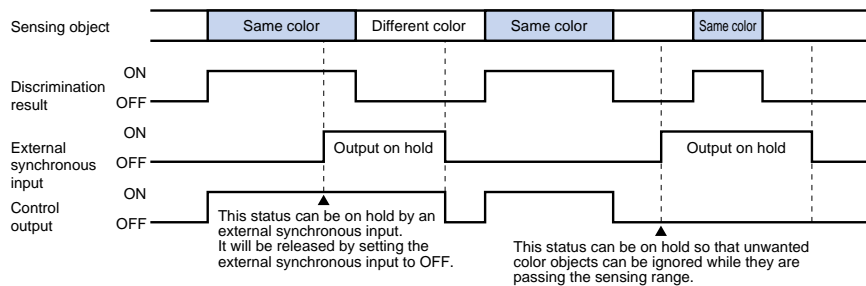 Sensing object
Same color
Different color
Same color
Same color
Discrimination
result
ON
OFF
External
synchronous
input
ON
OFF
Output on hold
Output on hold
Control
output
ON
OFF
This status can be on hold by an
external synchronous input.
It will be released by setting the
external synchronous input to OFF.
This status can be on hold so that unwanted
color objects can be ignored while they are
passing the sensing range.